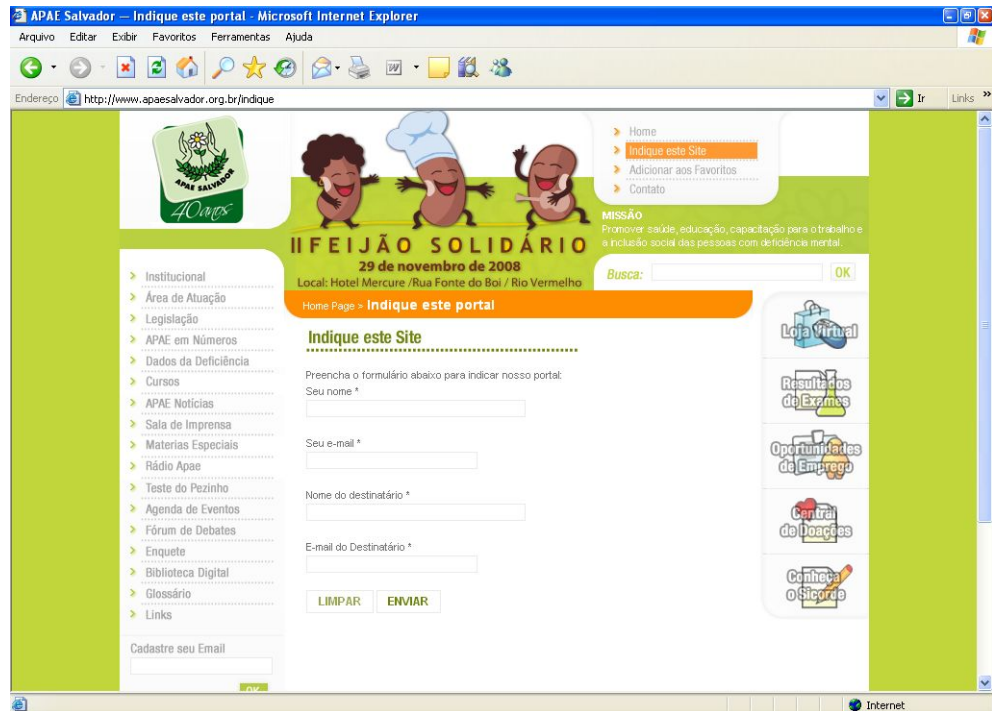 APAE Salvador — Indique este portal - Microsoft Internet Explorer
Arquivo Editar Exibir Favoritos Ferramentas Ajuda
Endereço http://www.apaesalvador.org.br/indique Ir Links »
APAE SALVADOR
40 anos
II FEIJÃO SOLIDÁRIO
29 de novembro de 2008
Local: Hotel Mercure /Rua Fonte do Boi / Rio Vermelho
Home
Indique este Site
Adicionar aos Favoritos
Contato
MISSÃO
Promover saúde, educação, capacitação para o trabalho e
a inclusão social das pessoas com deficiência mental.
Busca: OK
Institucional
Área de Atuação
Legislação
APAE em Números
Dados da Deficiência
Cursos
APAE Notícias
Sala de Imprensa
Materias Especiais
Rádio Apae
Teste do Pezinho
Agenda de Eventos
Fórum de Debates
Enquete
Biblioteca Digital
Glossário
Links
Cadastre seu Email
OK
Home Page » Indique este portal
Indique este Site
Preencha o formulário abaixo para indicar nosso portal:
Seu nome *
Seu e-mail *
Nome do destinatário *
E-mail do Destinatário *
LIMPAR ENVIAR
Loja Virtual
Resultados
de Exames
Oportunidades
de Emprego
Central
de Doações
Conheça
o Sicorde
Internet